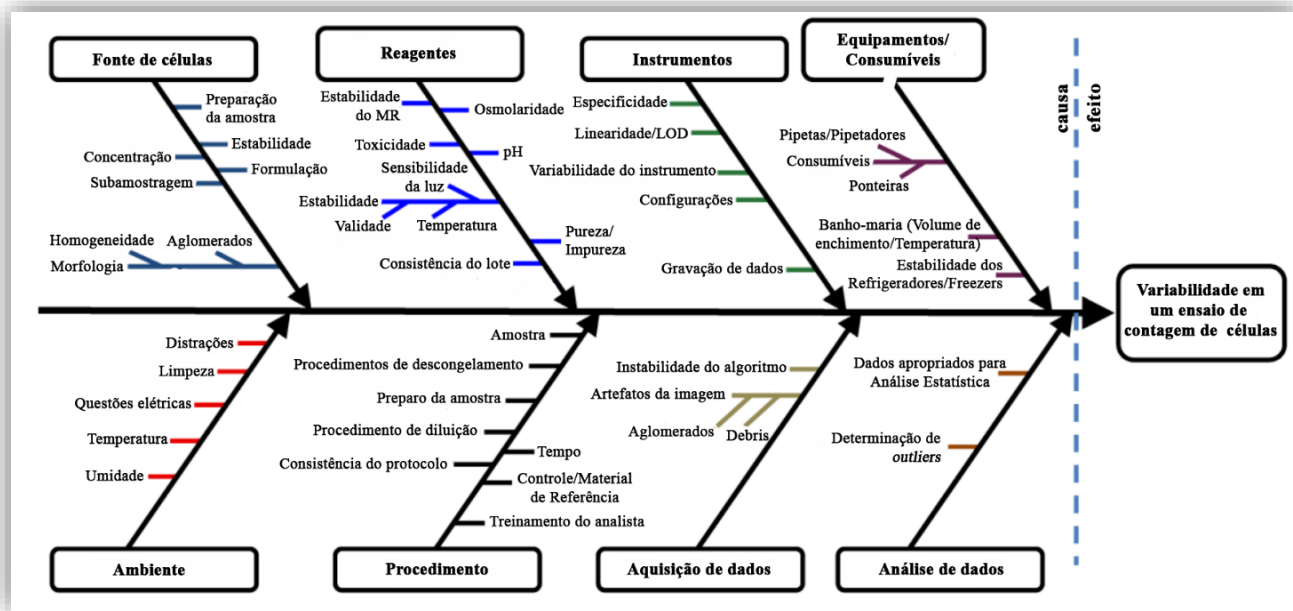 Fonte de células
Reagentes
Instrumentos
Equipamentos/
Consumíveis
Preparação
da amostra
Estabilidade
Concentração
Formulação
Subamostragem
Homogeneidade
Aglomerados
Morfologia
Estabilidade
do MR
Osmolaridade
Toxicidade
pH
Sensibilidade
da luz
Estabilidade
Validade
Temperatura
Pureza/
Impureza
Consistência do lote
Especificidade
Linearidade/LOD
Variabilidade do instrumento
Configurações
Gravação de dados
Pipetas/Pipetadores
Consumíveis
Ponteiras
Banho-maria (Volume de
enchimento/Temperatura)
Estabilidade dos
Refrigeradores/Freezers
causa
efeito
Variabilidade em
um ensaio de
contagem de células
Distrações
Limpeza
Questões elétricas
Temperatura
Umidade
Amostra
Procedimentos de descongelamento
Preparo da amostra
Procedimento de diluição
Tempo
Consistência do protocolo
Controle/Material
de Referência
Treinamento do analista
Instabilidade do algoritmo
Artefatos da imagem
Aglomerados
Debris
Dados apropriados para
Análise Estatística
Determinação de
outliers
Ambiente
Procedimento
Aquisição de dados
Análise de dados